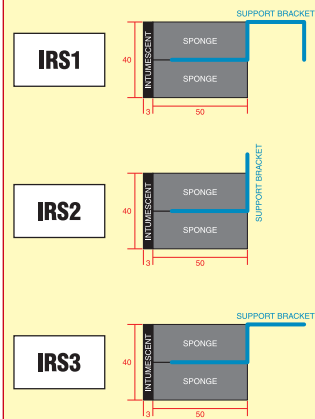 SUPPORT BRACKET
IRS1
40
INTUMESCENT
SPONGE
SPONGE
3
50
IRS2
40
INTUMESCENT
SPONGE
SPONGE
SUPPORT BRACKET
3
50
SUPPORT BRACKET
IRS3
40
INTUMESCENT
SPONGE
SPONGE
3
50